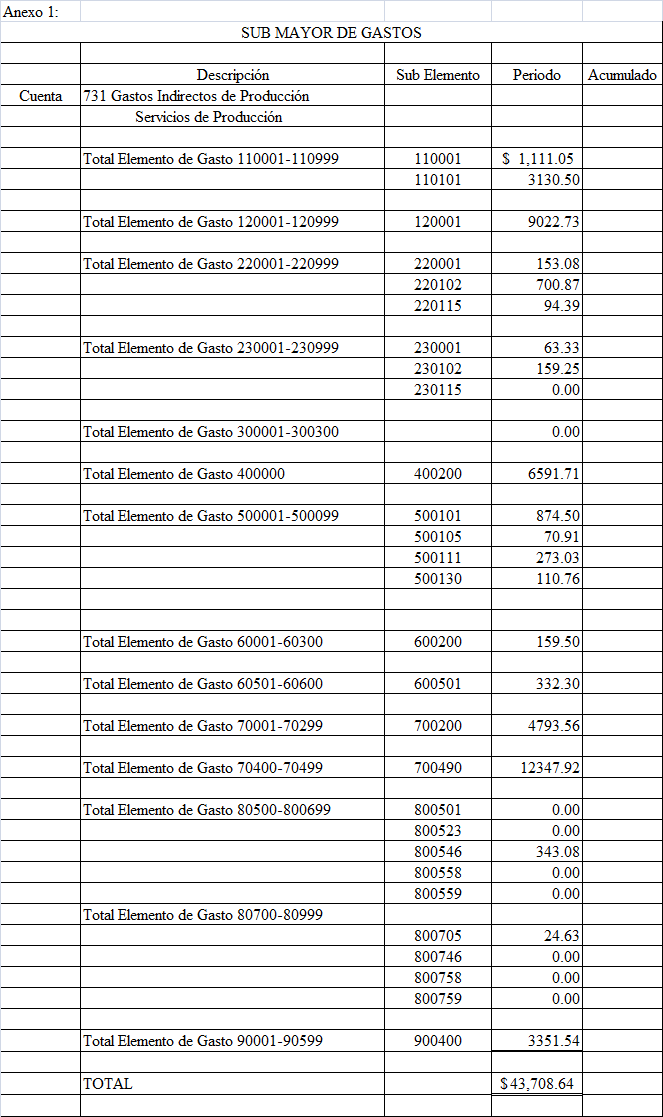 Anexo 1:
SUB MAYOR DE GASTOS
Descripción Sub Elemento Periodo Acumulado
Cuenta 731 Gastos Indirectos de Producción
Servicios de Producción
Total Elemento de Gasto 110001-110999 110001 $ 1,111.05
110101 3130.50
Total Elemento de Gasto 120001-120999 120001 9022.73
Total Elemento de Gasto 220001-220999 220001 153.08
220102 700.87
220115 94.39
Total Elemento de Gasto 230001-230999 230001 63.33
230102 159.25
230115 0.00
Total Elemento de Gasto 300001-300300 0.00
Total Elemento de Gasto 400000 400200 6591.71
Total Elemento de Gasto 500001-500099 500101 874.50
500105 70.91
500111 273.03
500130 110.76
Total Elemento de Gasto 60001-60300 600200 159.50
Total Elemento de Gasto 60501-60600 600501 332.30
Total Elemento de Gasto 70001-70299 700200 4793.56
Total Elemento de Gasto 70400-70499 700490 12347.92
Total Elemento de Gasto 80500-800699 800501 0.00
800523 0.00
800546 343.08
800558 0.00
800559 0.00
Total Elemento de Gasto 80700-80999
800705 24.63
800746 0.00
800758 0.00
800759 0.00
Total Elemento de Gasto 90001-90599 900400 3351.54
TOTAL $43,708.64